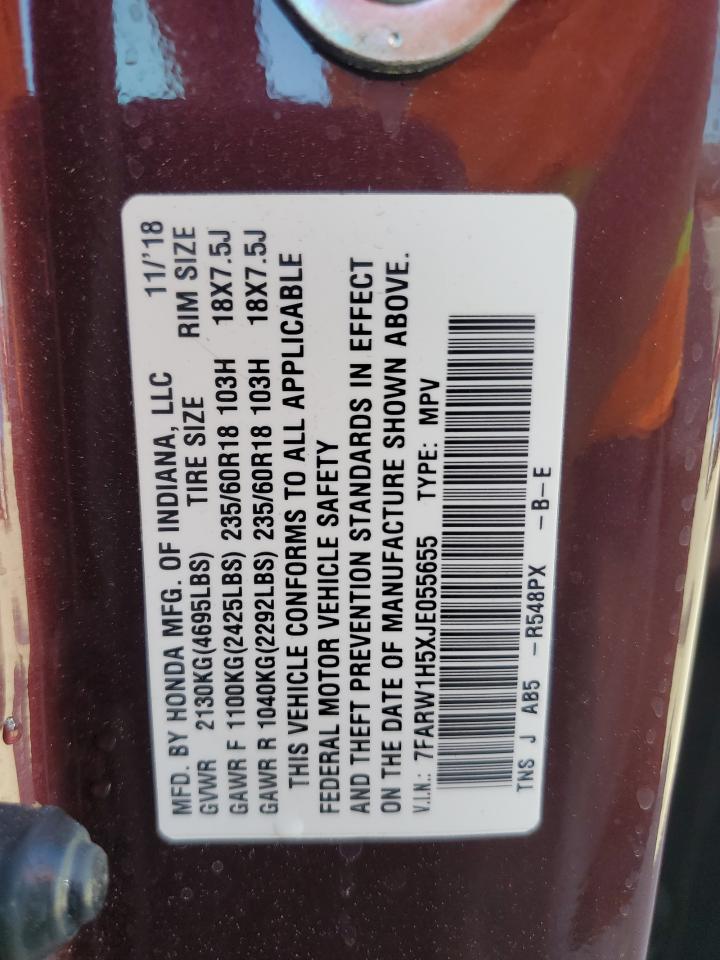 MFD. BY HONDA MFG. OF INDIANA, LLC 11/'18
GVWR 2130KG(4695LBS) TIRE SIZE RIM SIZE
GAWR F 1100KG(2425LBS) 235/60R18 103H 18X7.5J
GAWR R 1040KG(2292LBS) 235/60R18 103H 18X7.5J
THIS VEHICLE CONFORMS TO ALL APPLICABLE
FEDERAL MOTOR VEHICLE SAFETY
AND THEFT PREVENTION STANDARDS IN EFFECT
ON THE DATE OF MANUFACTURE SHOWN ABOVE.
V.I.N.: 7FARW1H5XJE055655 TYPE: MPV
TNS J AB5 -R548PX -B-E